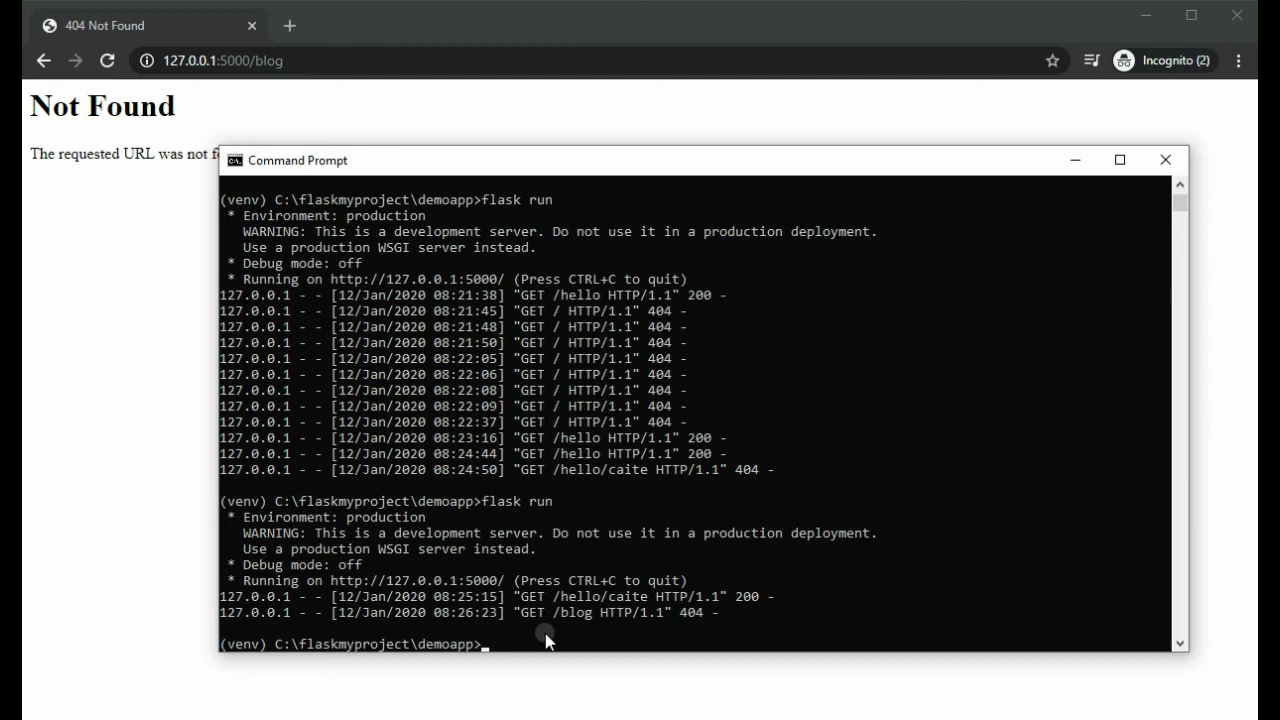 404 Not Found
127.0.0.1:5000/blog
Incognito (2)
Not Found
The requested URL was not
Command Prompt
(venv) C:\flaskmyproject\demoapp>flask run
* Environment: production
WARNING: This is a development server. Do not use it in a production deployment.
Use a production WSGI server instead.
* Debug mode: off
* Running on http://127.0.0.1:5000/ (Press CTRL+C to quit)
127.0.0.1 - - [12/Jan/2020 08:21:38] "GET /hello HTTP/1.1" 200 -
127.0.0.1 - - [12/Jan/2020 08:21:45] "GET / HTTP/1.1" 404 -
127.0.0.1 - - [12/Jan/2020 08:21:48] "GET / HTTP/1.1" 404 -
127.0.0.1 - - [12/Jan/2020 08:21:50] "GET / HTTP/1.1" 404 -
127.0.0.1 - - [12/Jan/2020 08:22:05] "GET / HTTP/1.1" 404 -
127.0.0.1 - - [12/Jan/2020 08:22:06] "GET / HTTP/1.1" 404 -
127.0.0.1 - - [12/Jan/2020 08:22:08] "GET / HTTP/1.1" 404 -
127.0.0.1 - - [12/Jan/2020 08:22:09] "GET / HTTP/1.1" 404 -
127.0.0.1 - - [12/Jan/2020 08:22:37] "GET / HTTP/1.1" 404 -
127.0.0.1 - - [12/Jan/2020 08:23:16] "GET /hello HTTP/1.1" 200 -
127.0.0.1 - - [12/Jan/2020 08:24:44] "GET /hello HTTP/1.1" 200 -
127.0.0.1 - - [12/Jan/2020 08:24:50] "GET /hello/caite HTTP/1.1" 404 -
(venv) C:\flaskmyproject\demoapp>flask run
* Environment: production
WARNING: This is a development server. Do not use it in a production deployment.
Use a production WSGI server instead.
* Debug mode: off
* Running on http://127.0.0.1:5000/ (Press CTRL+C to quit)
127.0.0.1 - - [12/Jan/2020 08:25:15] "GET /hello/caite HTTP/1.1" 200 -
127.0.0.1 - - [12/Jan/2020 08:26:23] "GET /blog HTTP/1.1" 404 -
(venv) C:\flaskmyproject\demoapp>